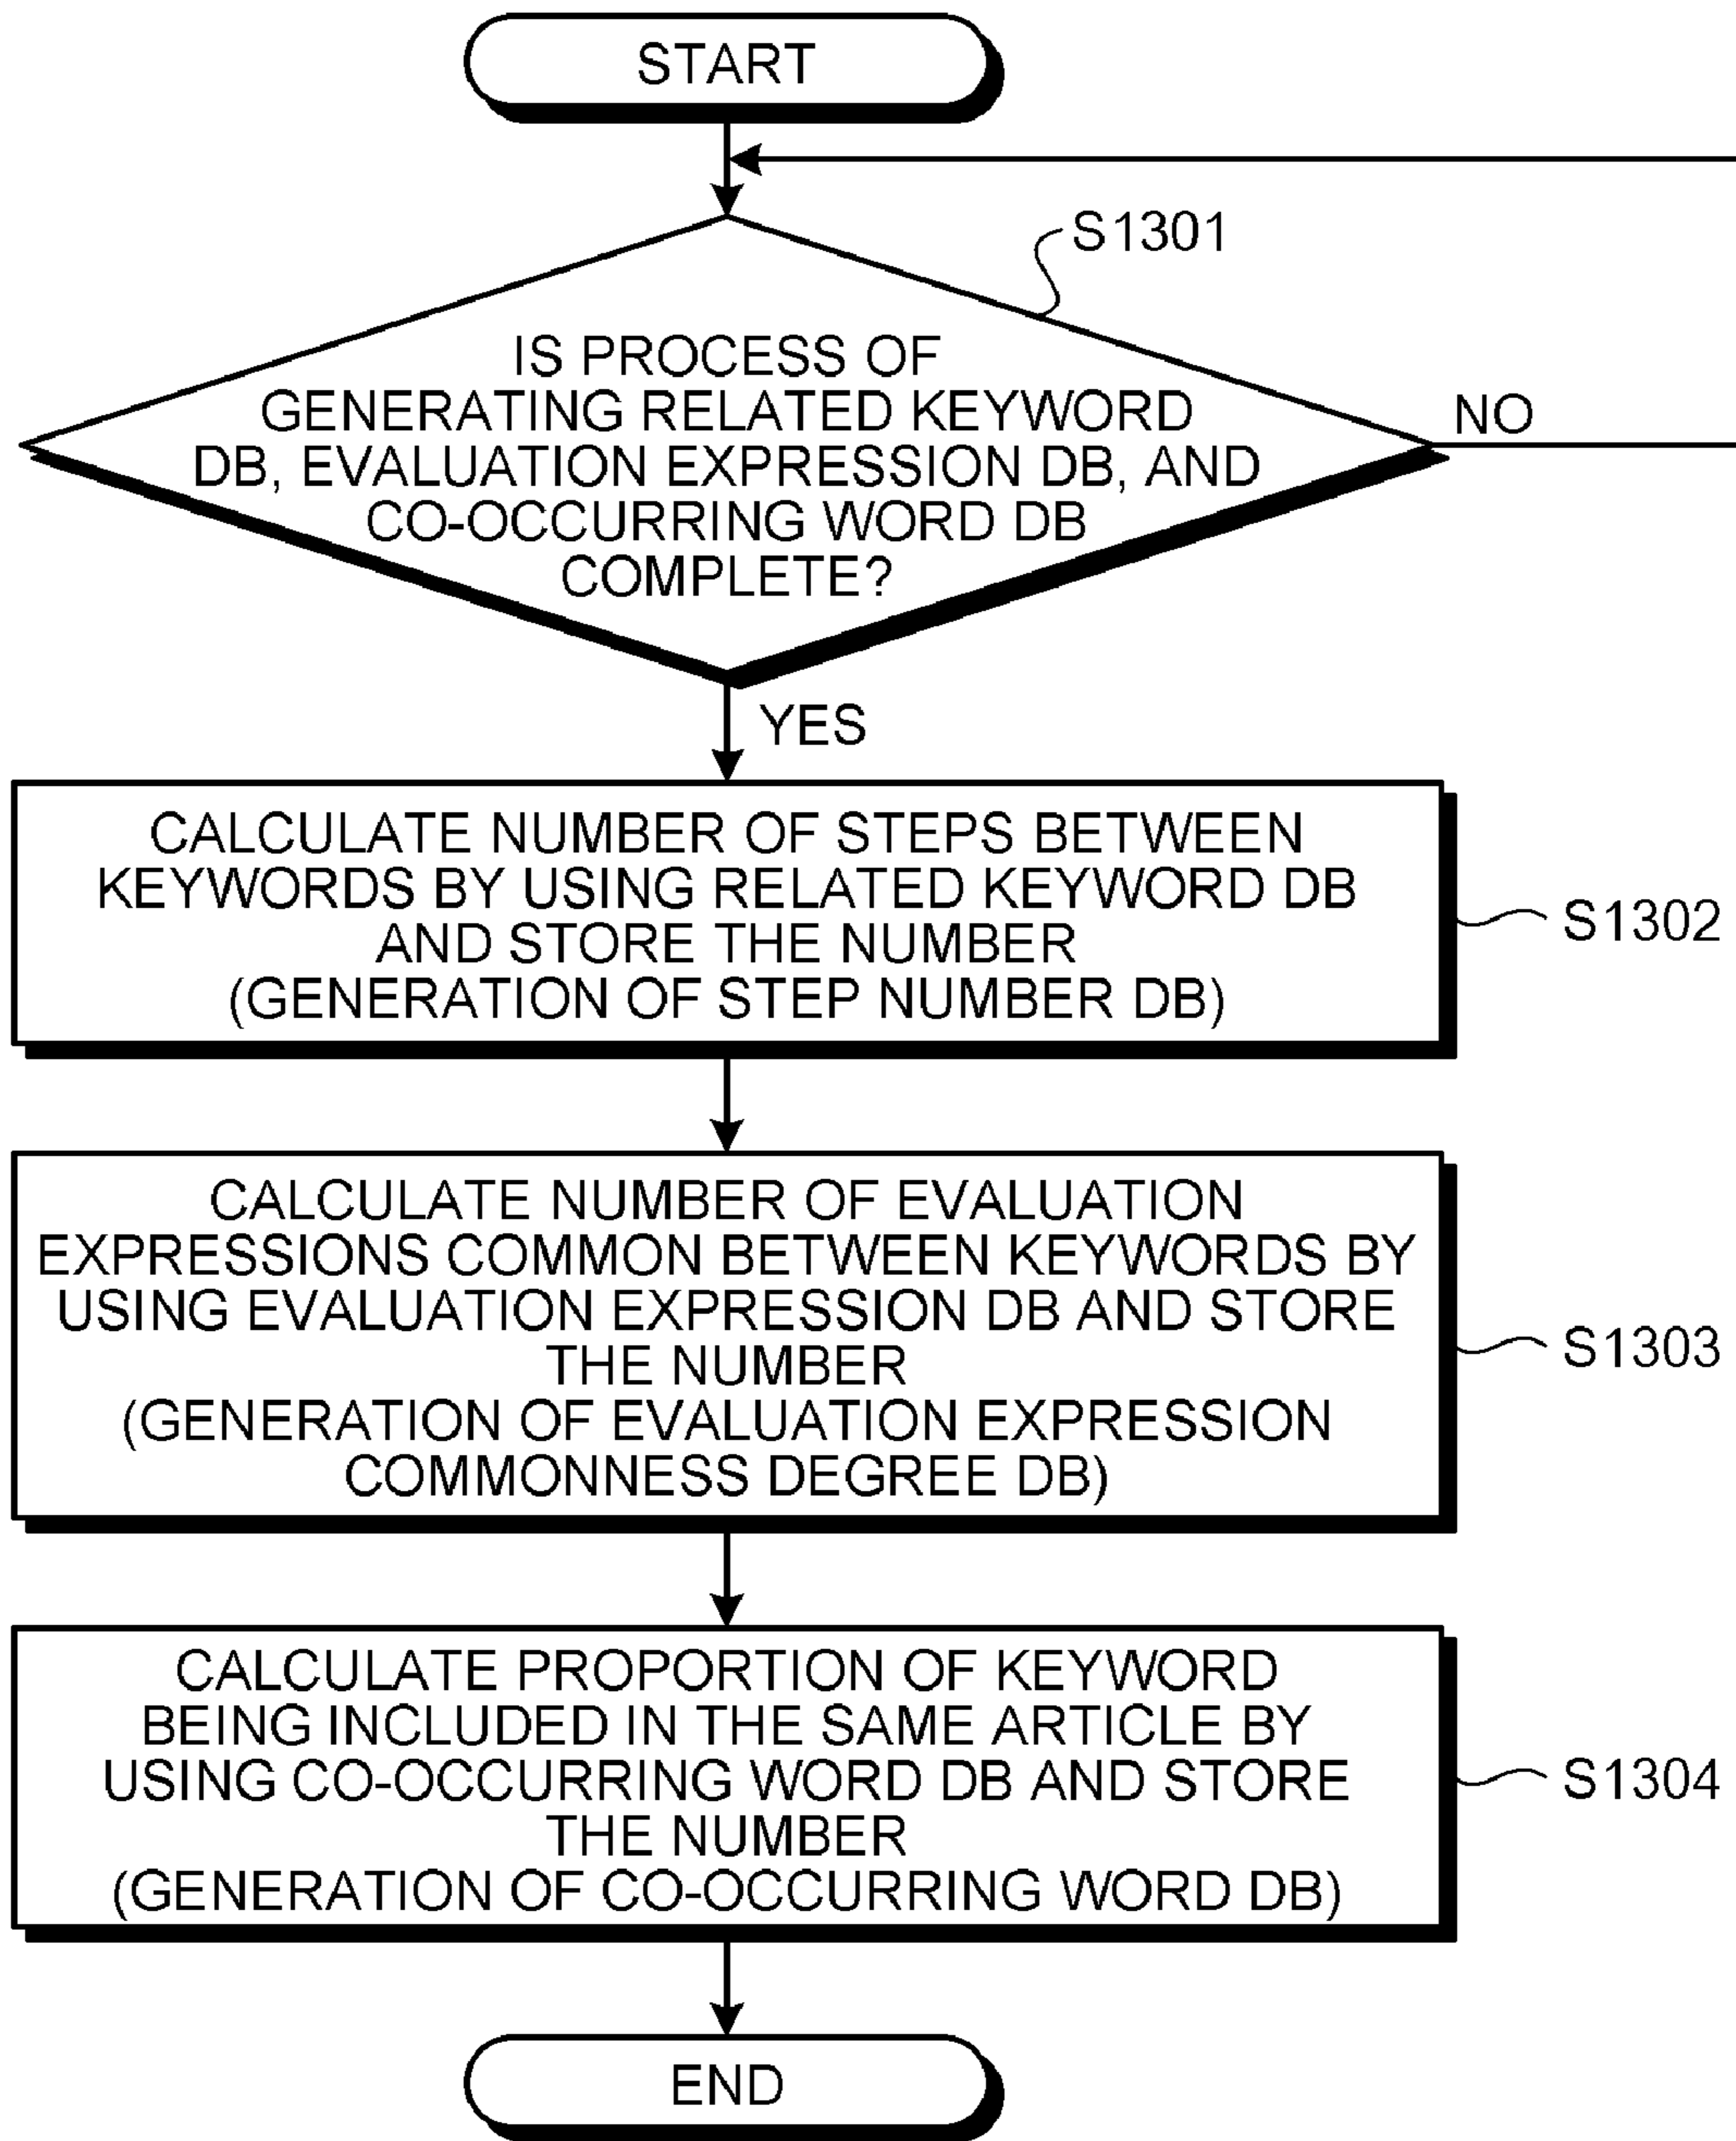 START
S1301
IS PROCESS OF
GENERATING RELATED KEYWORD
DB, EVALUATION EXPRESSION DB, AND
CO-OCCURRING WORD DB
COMPLETE?
NO
YES
CALCULATE NUMBER OF STEPS BETWEEN
KEYWORDS BY USING RELATED KEYWORD DB
AND STORE THE NUMBER
(GENERATION OF STEP NUMBER DB)
S1302
CALCULATE NUMBER OF EVALUATION
EXPRESSIONS COMMON BETWEEN KEYWORDS BY
USING EVALUATION EXPRESSION DB AND STORE
THE NUMBER
(GENERATION OF EVALUATION EXPRESSION
COMMONNESS DEGREE DB)
S1303
CALCULATE PROPORTION OF KEYWORD
BEING INCLUDED IN THE SAME ARTICLE BY
USING CO-OCCURRING WORD DB AND STORE
THE NUMBER
(GENERATION OF CO-OCCURRING WORD DB)
S1304
END